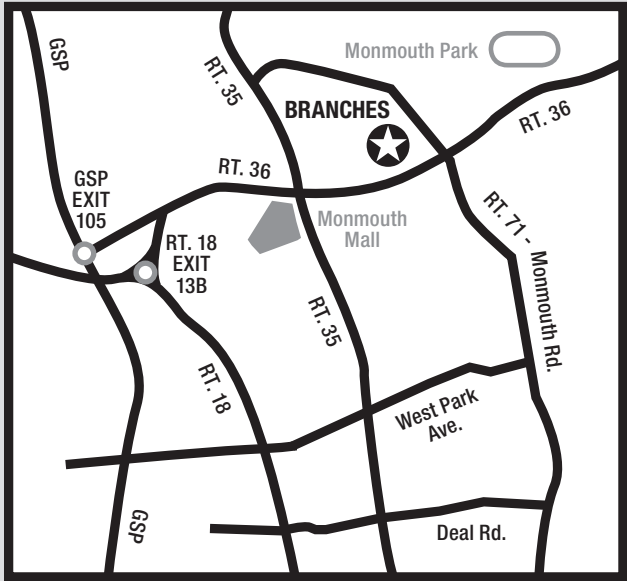 GSP
RT. 35
Monmouth Park
BRANCHES
RT. 36
RT. 36
GSP
EXIT
105
Monmouth
Mall
RT. 71 - Monmouth Rd.
RT. 18
EXIT
13B
RT. 35
RT. 18
West Park
Ave.
GSP
Deal Rd.